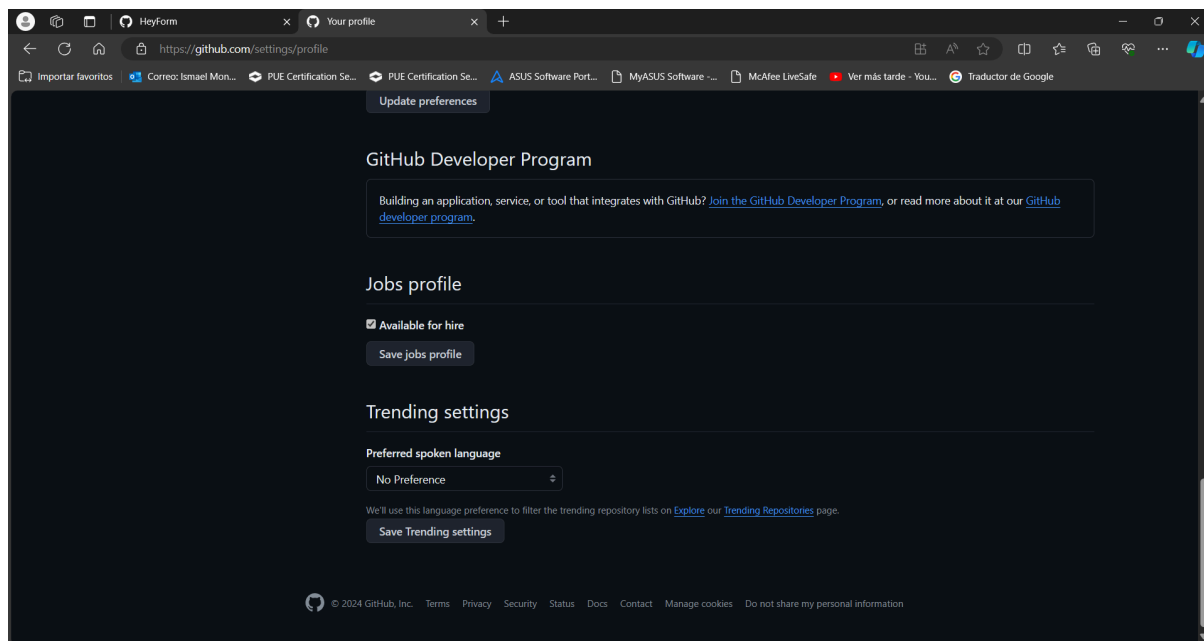 HeyForm
Your profile
https://github.com/settings/profile
Importar favoritos
Correo: Ismael Mon...
PUE Certification Se...
PUE Certification Se...
ASUS Software Port...
MyASUS Software -...
McAfee LiveSafe
Ver más tarde - You...
Traductor de Google
Update preferences
GitHub Developer Program
Building an application, service, or tool that integrates with GitHub? Join the GitHub Developer Program, or read more about it at our GitHub
developer program.
Jobs profile
Available for hire
Save jobs profile
Trending settings
Preferred spoken language
No Preference
We'll use this language preference to filter the trending repository lists on Explore our Trending Repositories page.
Save Trending settings
© 2024 GitHub, Inc. Terms Privacy Security Status Docs Contact Manage cookies Do not share my personal information